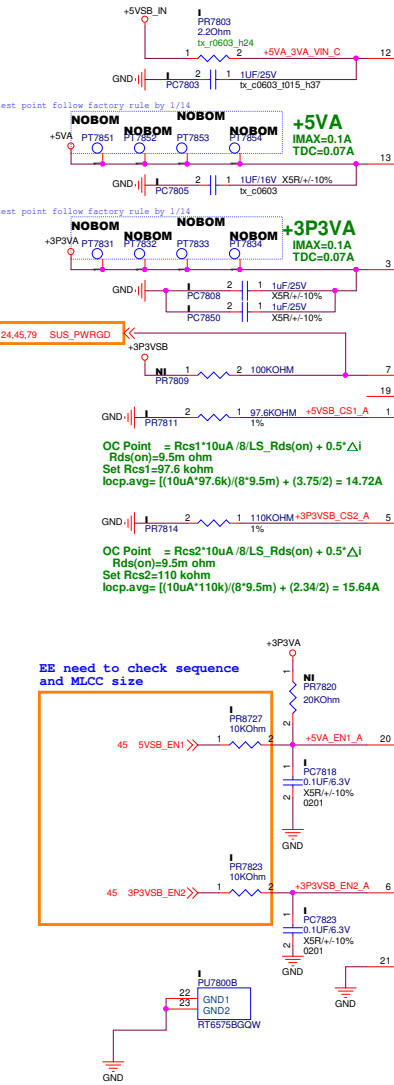 +5VSB_IN
I
PR7803
2.2Ohm
tx_r0603_h24
1 2 +5VA_3VA_VIN_C 12
I
GND 2 1 1UF/25V
PC7803 tx_c0603_t015_h37
est point follow factory rule by 1/14
NOBOM NOBOM
NOBOM NOBOM
+5VA PT7851 PT7852 PT7853 PT7854
+5VA
IMAX=0.1A
TDC=0.07A
1 1 1 1 13
I
GND 2 1 1UF/16V X5R/+/-10%
PC7805 tx_c0603
est point follow factory rule by 1/14
NOBOM NOBOM
NOBOM NOBOM
+3P3VA PT7831 PT7832 PT7833 PT7834
+3P3VA
IMAX=0.1A
TDC=0.07A
1 1 1 1 3
I
GND 2 1 1uF/25V
PC7808 X5R/+/-10%
I
2 1 1uF/25V
PC7850 X5R/+/-10%
24,45,79 SUS_PWRGD
+3P3VSB
NI 1 2 100KOHM 7
PR7809
19
GND I 2 1 97.6KOHM +5VSB_CS1_A 1
PR7811 1%
OC Point = Rcs1*10uA /8/LS_Rds(on) + 0.5*△i
Rds(on)=9.5m ohm
Set Rcs1=97.6 kohm
Iocp.avg= [(10uA*97.6k)/(8*9.5m) + (3.75/2) = 14.72A
GND I 2 1 110KOHM +3P3VSB_CS2_A 5
PR7814 1%
OC Point = Rcs2*10uA /8/LS_Rds(on) + 0.5*△i
Rds(on)=9.5m ohm
Set Rcs2=110 kohm
Iocp.avg= [(10uA*110k)/(8*9.5m) + (2.34/2) = 15.64A
+3P3VA
EE need to check sequence
and MLCC size
1
NI
PR7820
20KOhm
2
I
PR8727
10KOhm
45 5VSB_EN1 1 2 +5VA_EN1_A 20
1
I
PC7818
0.1UF/6.3V
X5R/+/-10%
0201
2
GND
I
PR7823
10KOhm
45 3P3VSB_EN2 1 2 +3P3VSB_EN2_A 6
1
I
PC7823
0.1UF/6.3V
X5R/+/-10%
0201
2
GND
21
GND
I
PU7800B
22 GND1
23 GND2
RT6575BGQW
GND